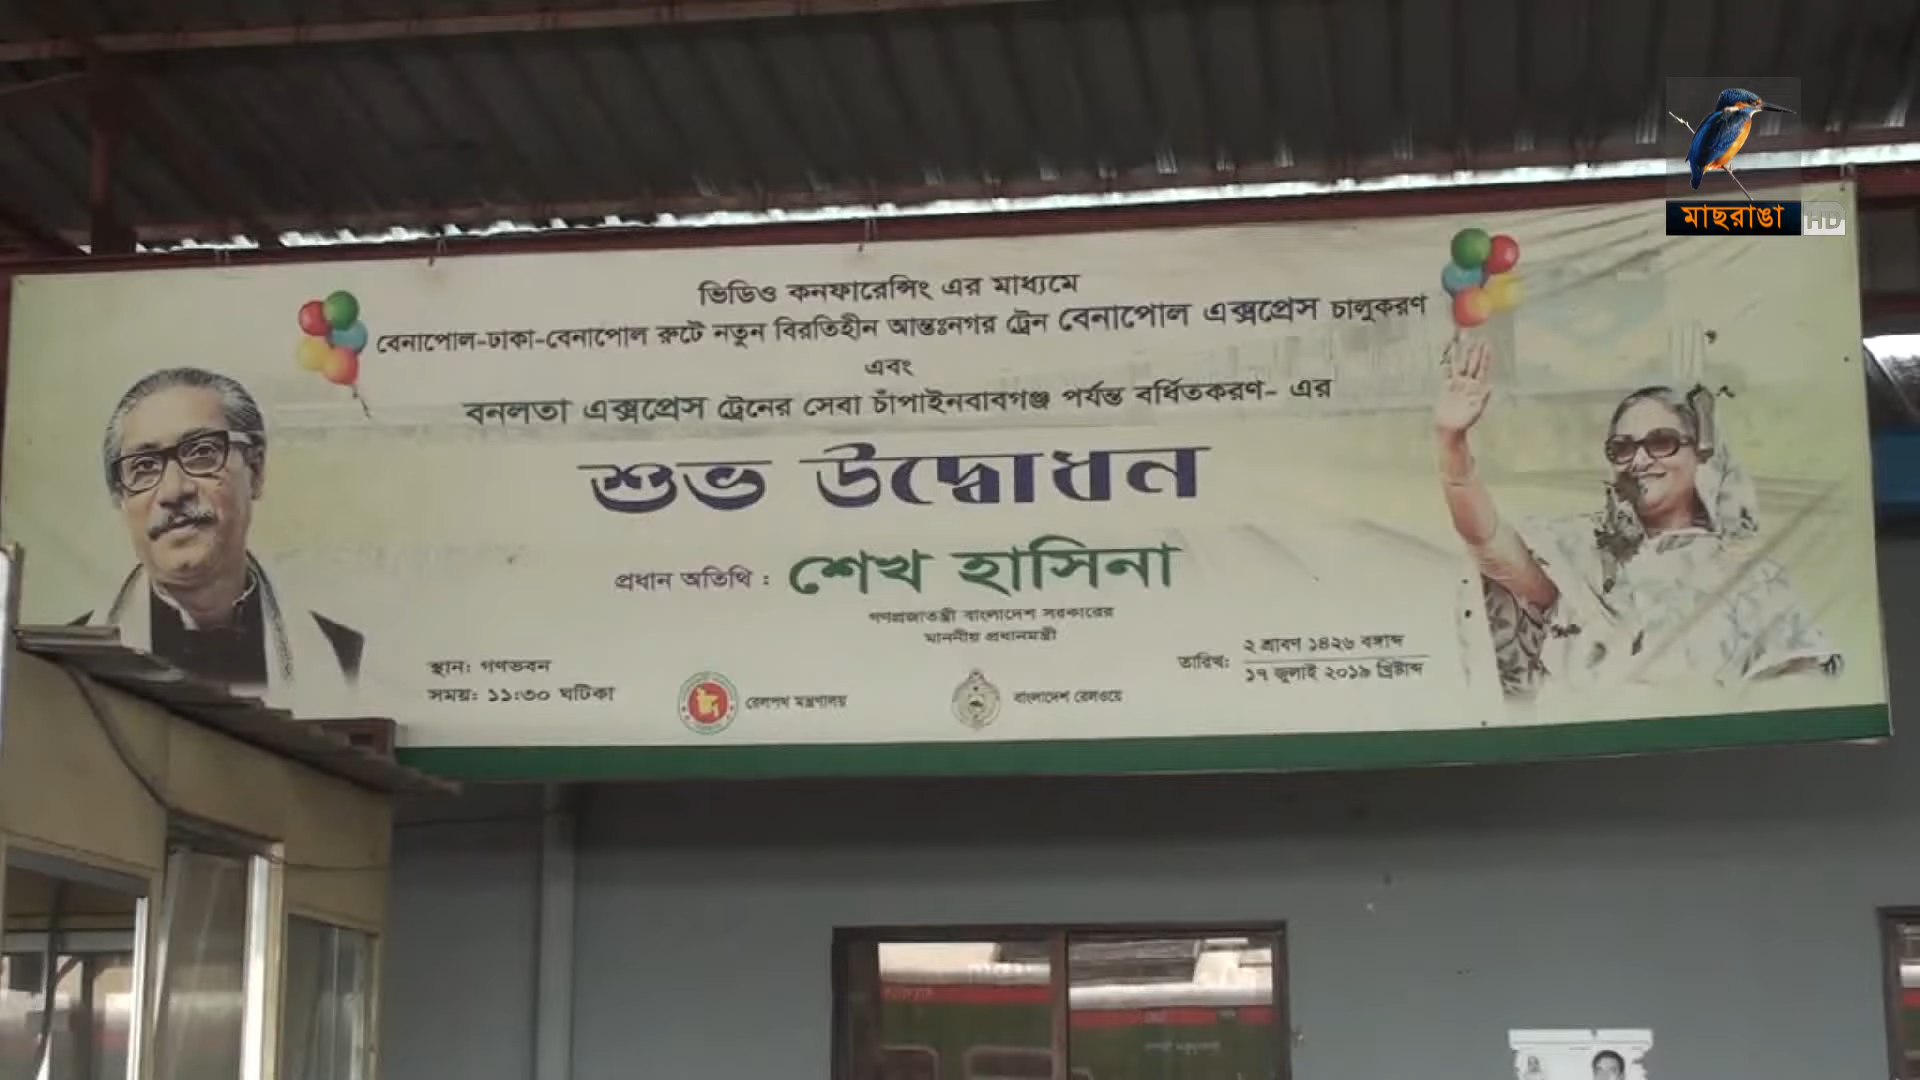 মাছরাঙা HD
ভিডিও কনফারেন্সিং এর মাধ্যমে
বেনাপোল-ঢাকা-বেনাপোল রুটে নতুন বিরতিহীন আন্তঃনগর ট্রেন বেনাপোল এক্সপ্রেস চালুকরণ
এবং
বনলতা এক্সপ্রেস ট্রেনের সেবা চাঁপাইনবাবগঞ্জ পর্যন্ত বর্ধিতকরণ- এর
শুভ উদ্বোধন
প্রধান অতিথি : শেখ হাসিনা
গণপ্রজাতন্ত্রী বাংলাদেশ সরকারের
মাননীয় প্রধানমন্ত্রী
স্থান: গণভবন
সময়: ১১:৩০ ঘটিকা
রেলপথ মন্ত্রণালয়
বাংলাদেশ রেলওয়ে
তারিখ: ২ শ্রাবণ ১৪২৬ বঙ্গাব্দ
১৭ জুলাই ২০১৯ খ্রিষ্টাব্দ